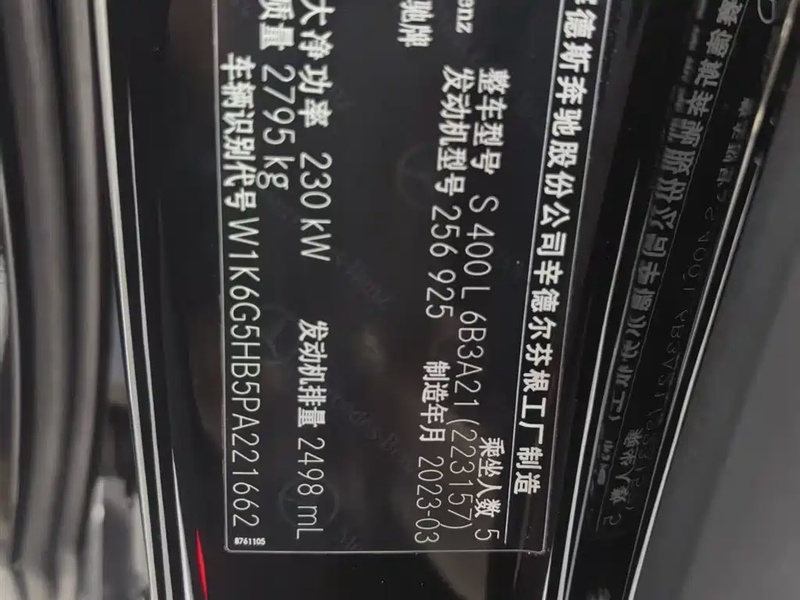 梅赛德斯奔驰股份公司辛德尔芬根工厂制造
整车型号 S 400 L 6B3A21(223157) 乘坐人数 5
发动机型号 256 925 制造年月 2023-03
大净功率 230 kW 发动机排量 2498 mL
质量 2795 kg
车辆识别代号 W1K6G5HB5PA221662
8761105